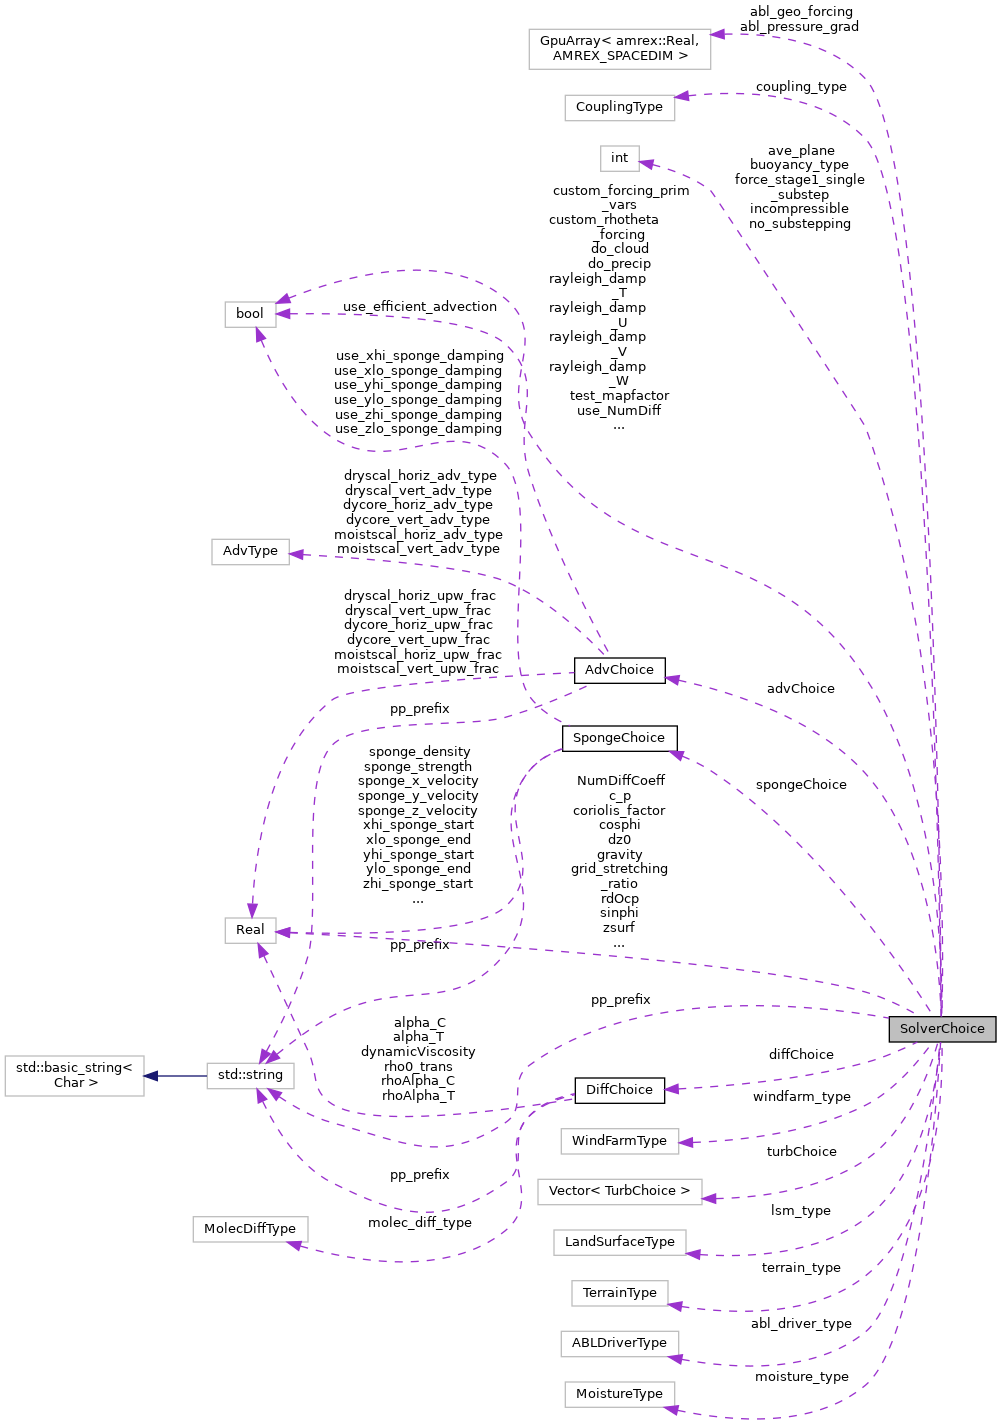 abl_geo_forcing
abl_pressure_grad
GpuArray< amrex::Real,
AMREX_SPACEDIM >
coupling_type
CouplingType
ave_plane
buoyancy_type
force_stage1_single
_substep
incompressible
no_substepping
int
custom_forcing_prim
_vars
custom_rhotheta
_forcing
do_cloud
do_precip
rayleigh_damp
_T
rayleigh_damp
_U
rayleigh_damp
_V
rayleigh_damp
_W
test_mapfactor
use_NumDiff
...
bool
use_efficient_advection
use_xhi_sponge_damping
use_xlo_sponge_damping
use_yhi_sponge_damping
use_ylo_sponge_damping
use_zhi_sponge_damping
use_zlo_sponge_damping
dryscal_horiz_adv_type
dryscal_vert_adv_type
dycore_horiz_adv_type
dycore_vert_adv_type
moistscal_horiz_adv_type
moistscal_vert_adv_type
AdvType
dryscal_horiz_upw_frac
dryscal_vert_upw_frac
dycore_horiz_upw_frac
dycore_vert_upw_frac
moistscal_horiz_upw_frac
moistscal_vert_upw_frac
AdvChoice
advChoice
pp_prefix
SpongeChoice
spongeChoice
sponge_density
sponge_strength
sponge_x_velocity
sponge_y_velocity
sponge_z_velocity
xhi_sponge_start
xlo_sponge_end
yhi_sponge_start
ylo_sponge_end
zhi_sponge_start
...
NumDiffCoeff
c_p
coriolis_factor
cosphi
dz0
gravity
grid_stretching
_ratio
rdOcp
sinphi
zsurf
...
Real
pp_prefix
pp_prefix
SolverChoice
alpha_C
alpha_T
dynamicViscosity
rho0_trans
rhoAlpha_C
rhoAlpha_T
std::basic_string<
Char >
std::string
DiffChoice
diffChoice
windfarm_type
WindFarmType
turbChoice
pp_prefix
Vector< TurbChoice >
lsm_type
molec_diff_type
MolecDiffType
LandSurfaceType
terrain_type
TerrainType
abl_driver_type
ABLDriverType
moisture_type
MoistureType